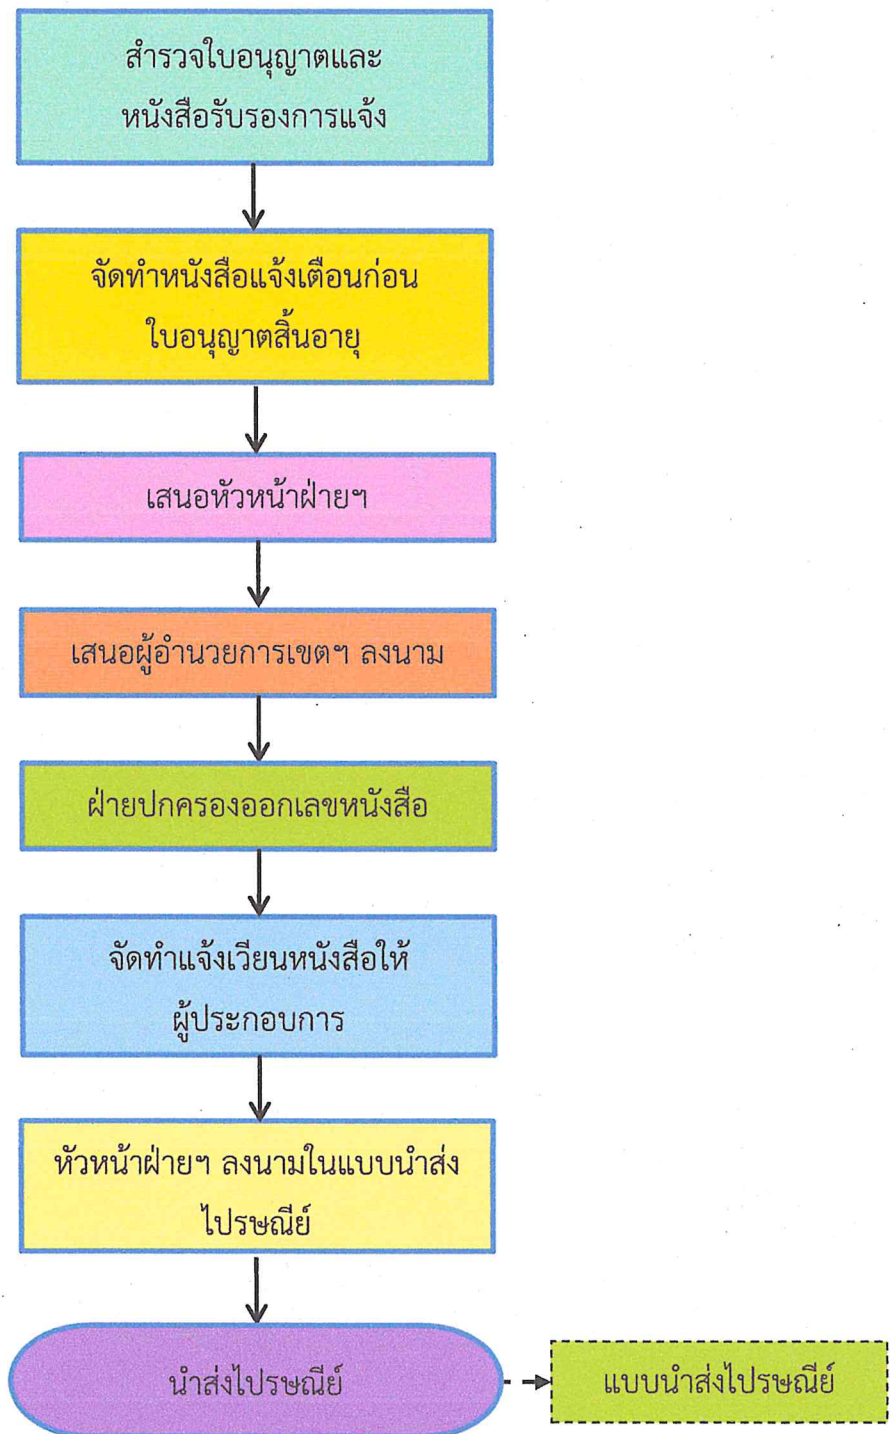 สำรวจใบอนุญาตและ
หนังสือรับรองการแจ้ง
จัดทำหนังสือแจ้งเตือนก่อน
ใบอนุญาตสิ้นอายุ
เสนอหัวหน้าฝ่ายฯ
เสนอผู้อำนวยการเขตฯ ลงนาม
ฝ่ายปกครองออกเลขหนังสือ
จัดทำแจ้งเวียนหนังสือให้
ผู้ประกอบการ
หัวหน้าฝ่ายฯ ลงนามในแบบนำส่ง
ไปรษณีย์
นำส่งไปรษณีย์
แบบนำส่งไปรษณีย์